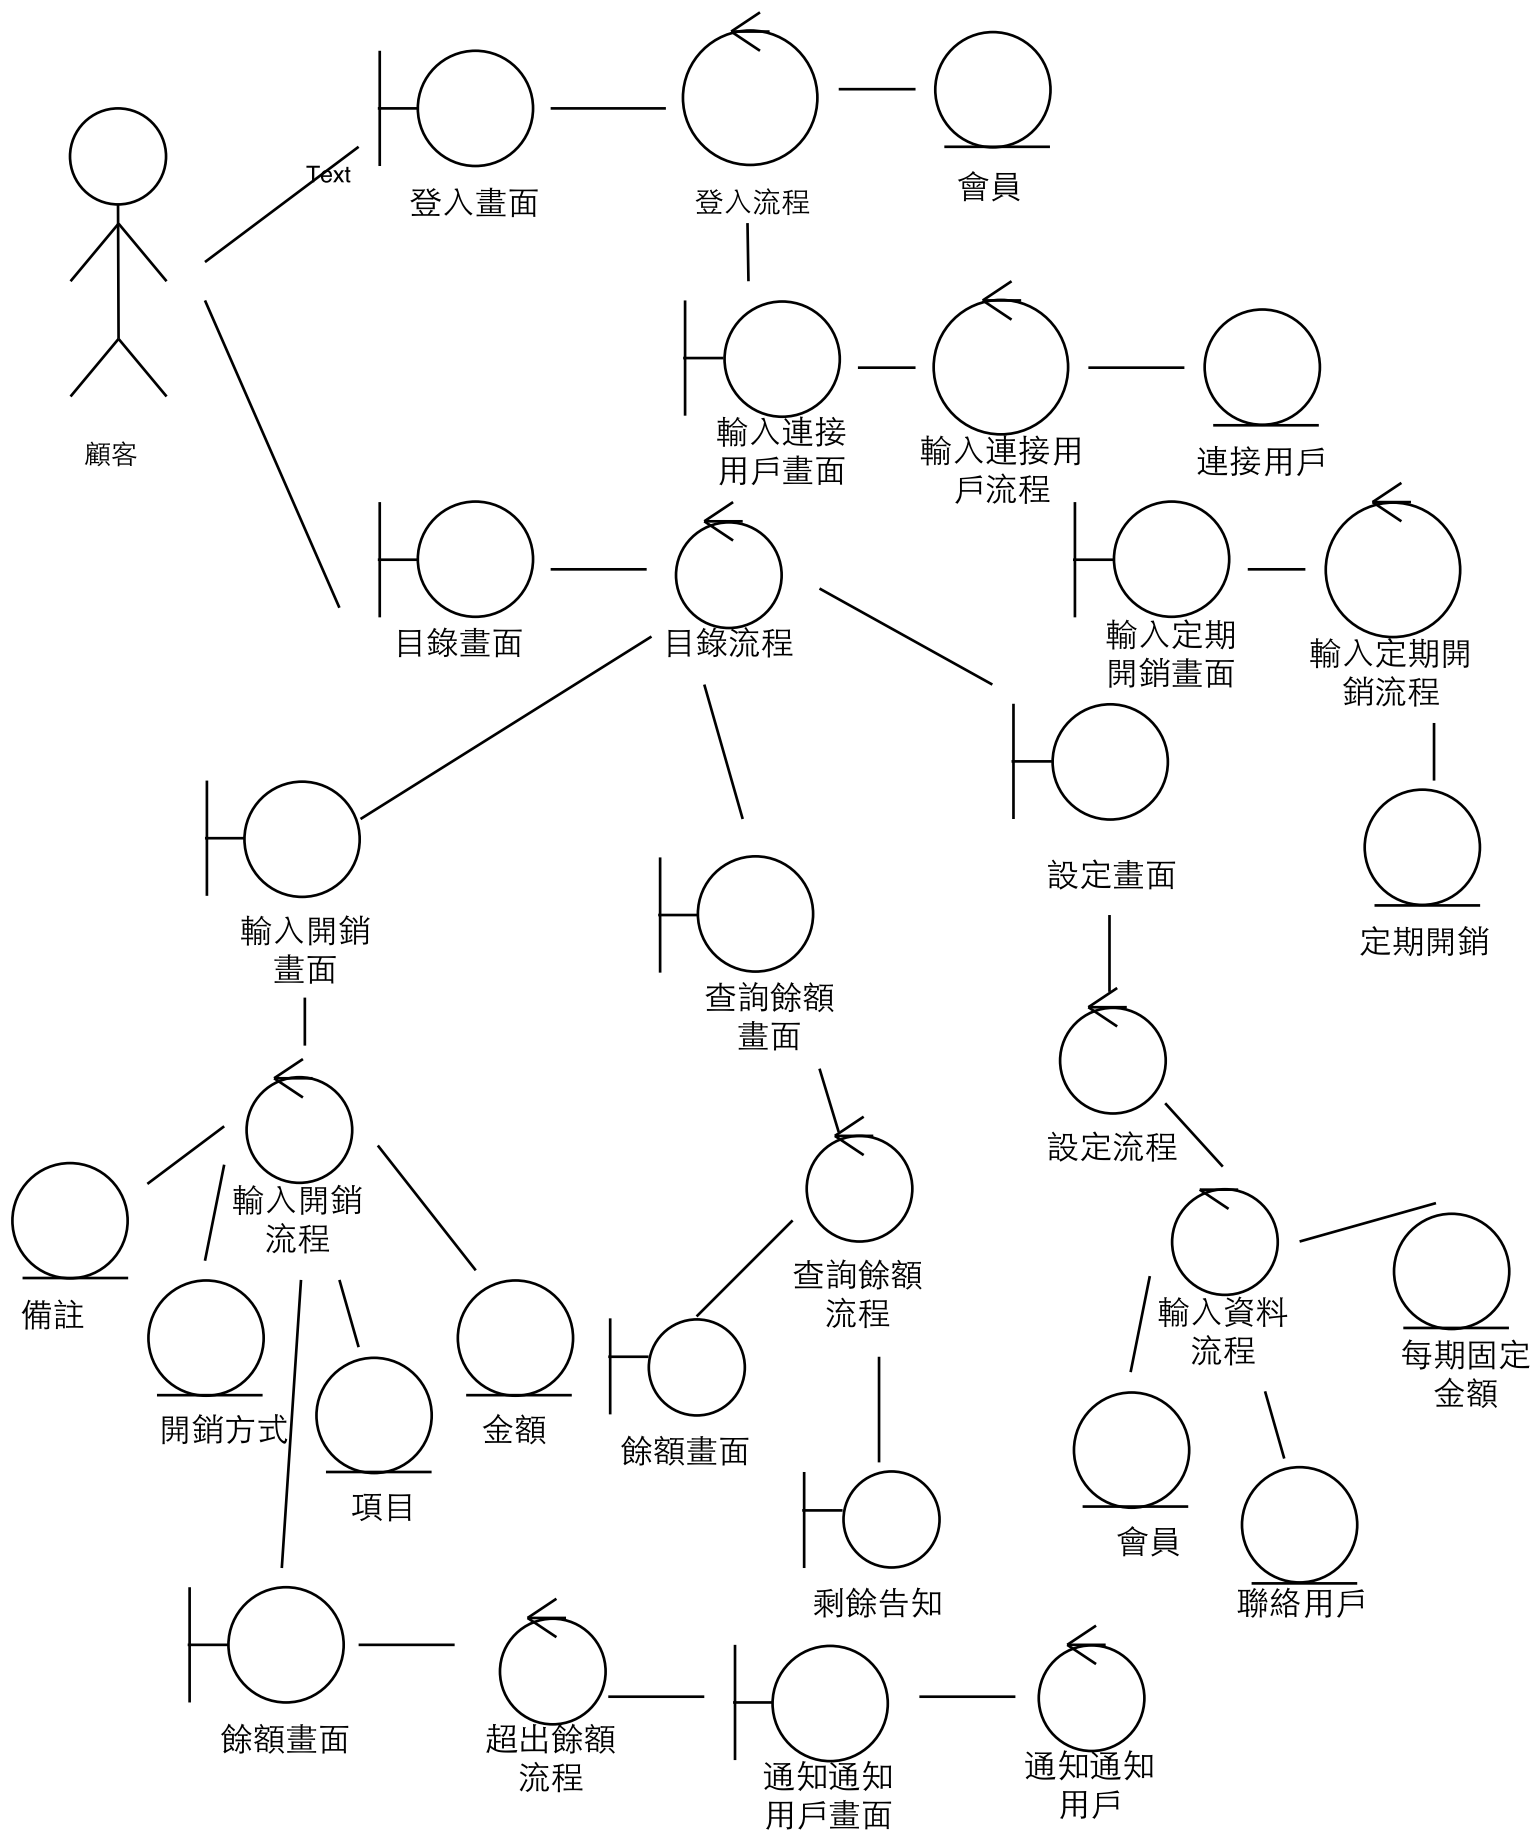 Text
登入畫面
登入流程
會員
顧客
輸入連接
用戶畫面
輸入連接用
戶流程
連接用戶
目錄畫面
目錄流程
輸入定期
開銷畫面
輸入定期開
銷流程
設定畫面
定期開銷
輸入開銷
畫面
查詢餘額
畫面
設定流程
輸入開銷
流程
備註
查詢餘額
流程
輸入資料
流程
每期固定
金額
開銷方式
金額
餘額畫面
項目
會員
剩餘告知
聯絡用戶
餘額畫面
超出餘額
流程
通知通知
用戶畫面
通知通知
用戶